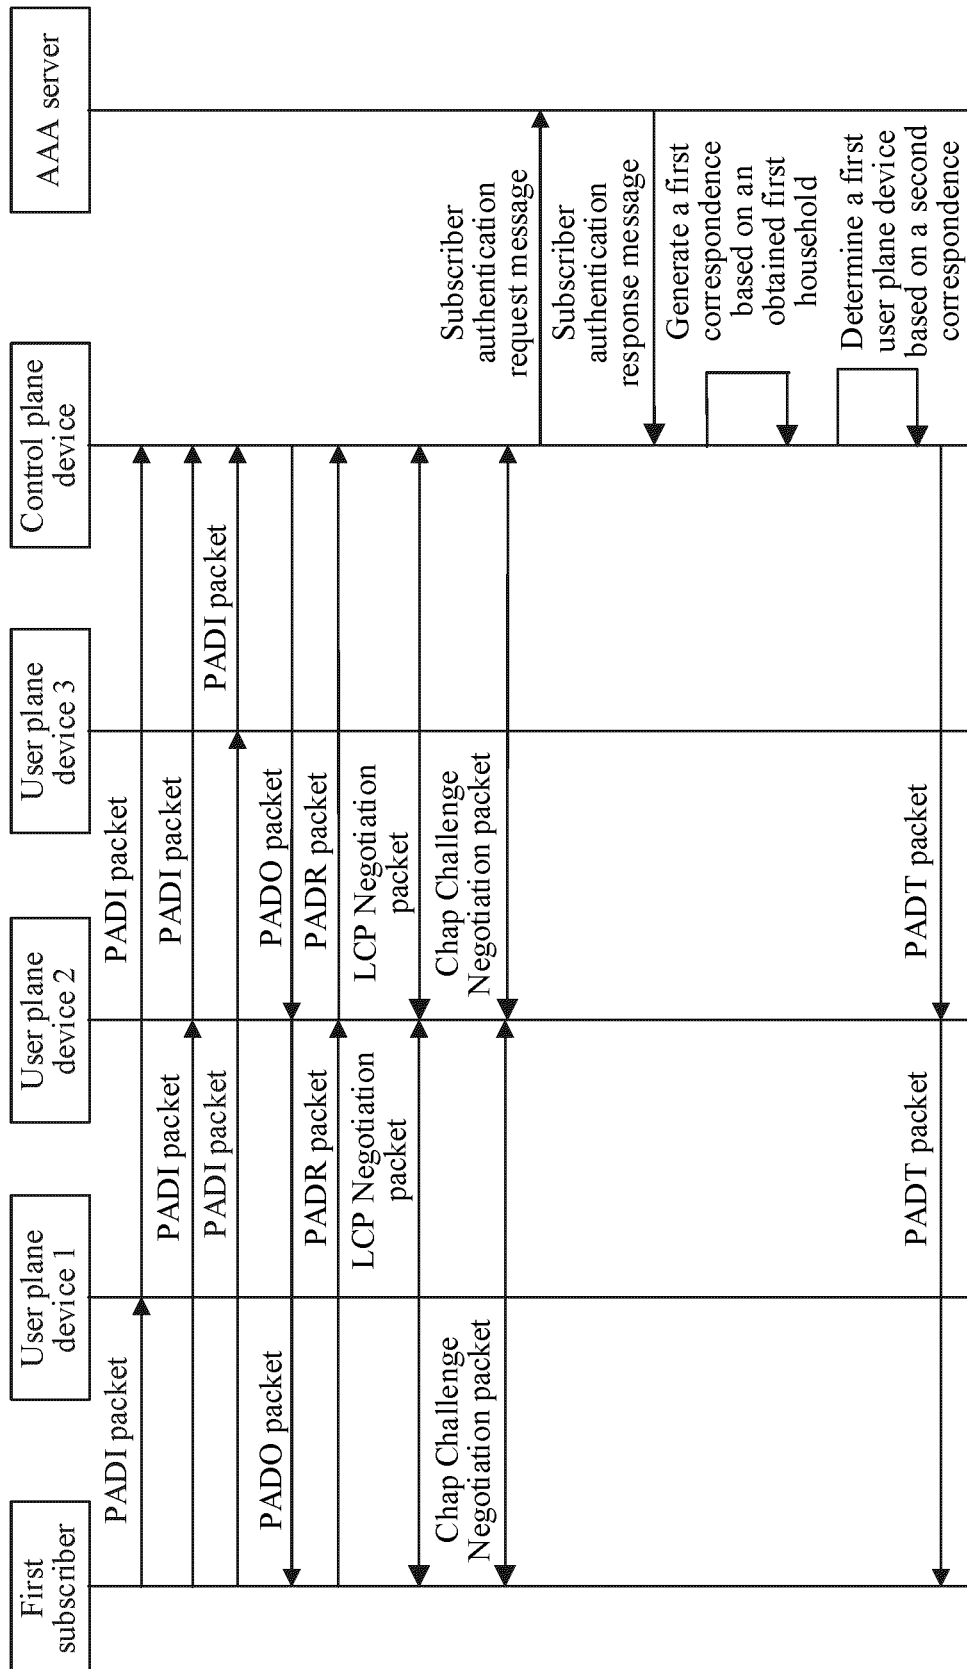 First
subscriber
User plane
device 1
User plane
device 2
User plane
device 3
Control plane
device
AAA server
PADI packet
PADI packet
PADI packet
PADI packet
PADI packet
PADI packet
PADO packet
PADO packet
PADR packet
PADR packet
LCP Negotiation
packet
LCP Negotiation
packet
Chap Challenge
Negotiation packet
Chap Challenge
Negotiation packet
Subscriber
authentication
request message
Subscriber
authentication
response message
Generate a first
correspondence
based on an
obtained first
household
Determine a first
user plane device
based on a second
correspondence
PADT packet
PADT packet